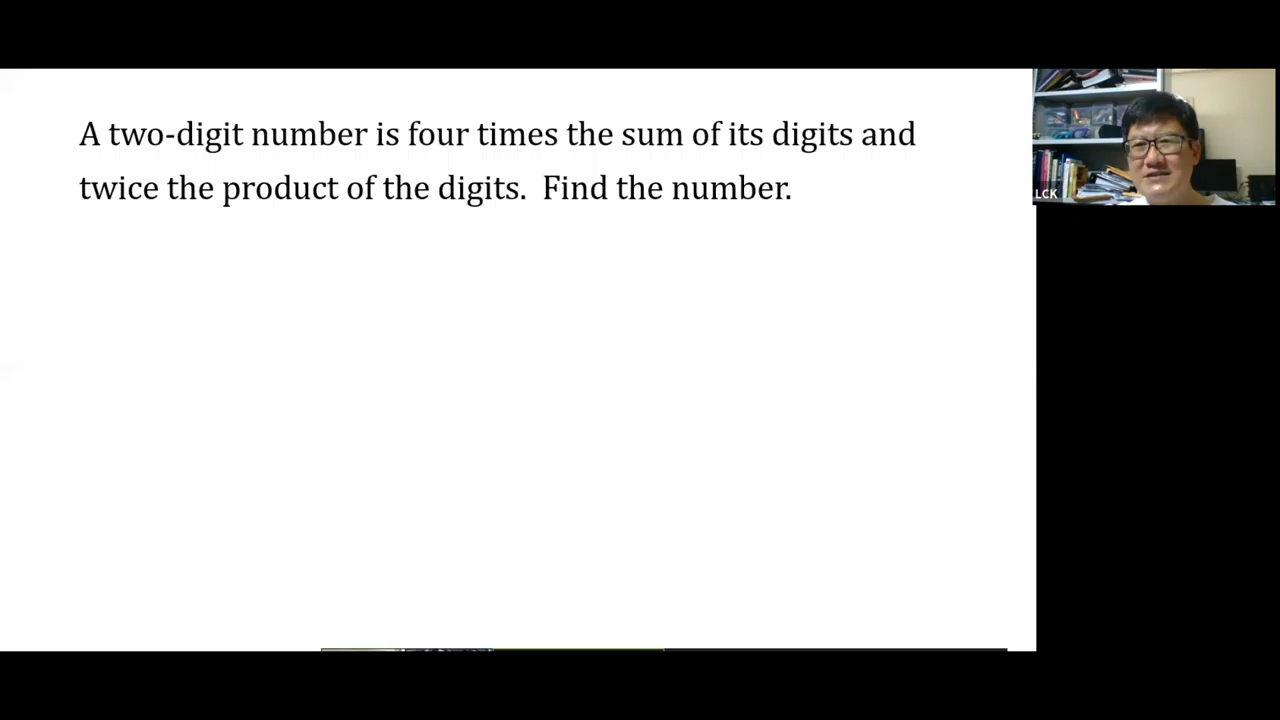 A two-digit number is four times the sum of its digits and
twice the product of the digits.  Find the number.
LCK